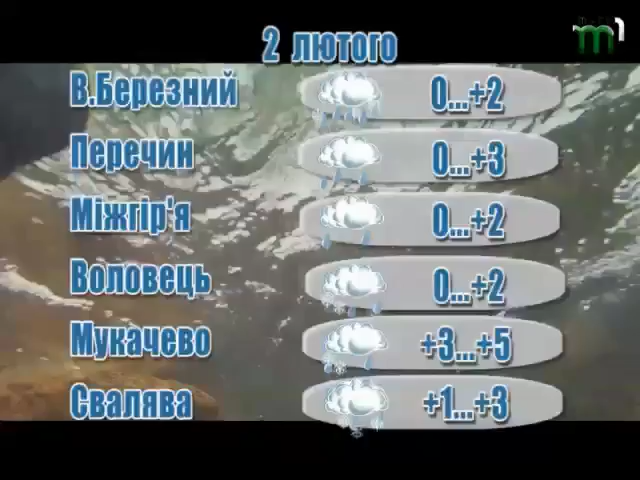 2 ЛЮТОГО
В.Березний 0...+2
Перечин 0...+3
Міжгір'я 0...+2
Воловець 0...+2
Мукачево +3...+5
Свалява +1...+3